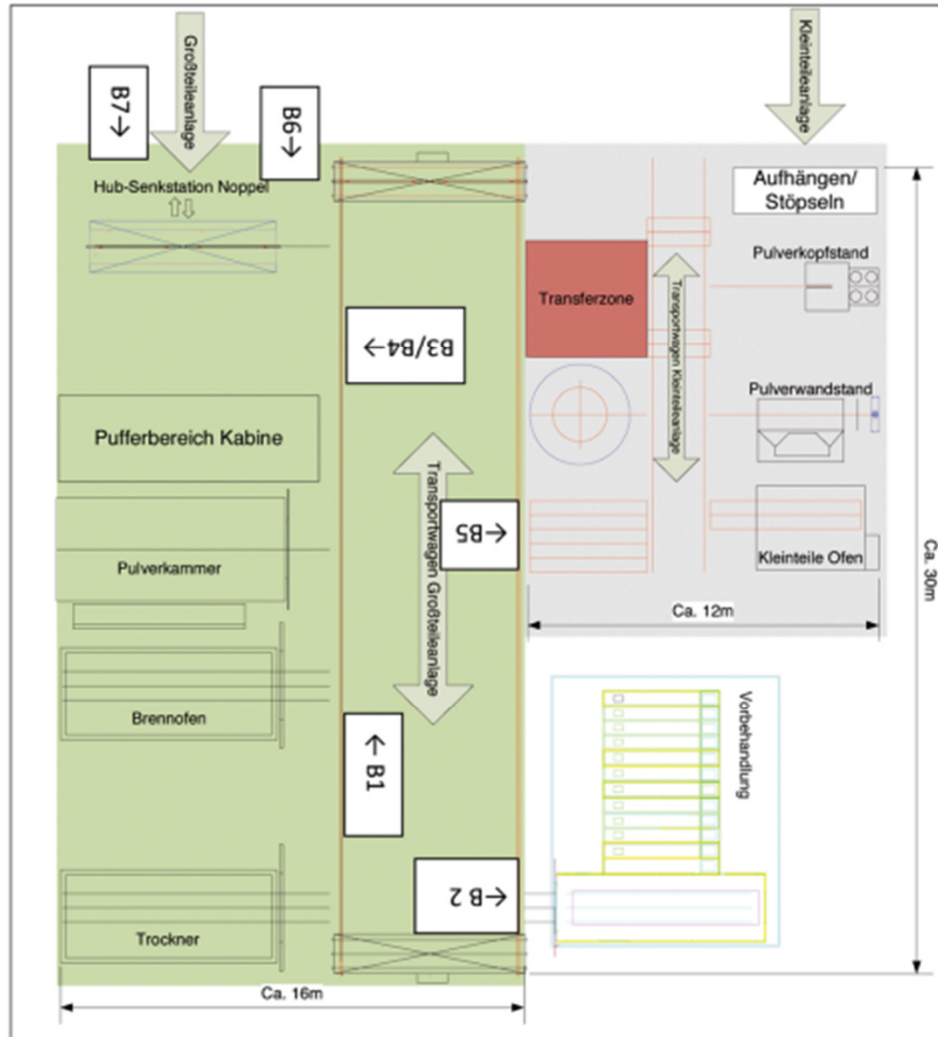 Großteileanlage
Kleinteileanlage
B7→
B6→
Hub-Senkstation Noppel
Aufhängen/
Stöpseln
Pulverkopfstand
Transferzone
Transportwagen Kleinteileanlage
B3/B4→
Pulverwandstand
Pufferbereich Kabine
Transportwagen Großteileanlage
←B5
Pulverkammer
Kleinteile Ofen
Ca. 30m
Ca. 12m
Brennofen
← B1
Vorbehandlung
←B 2
Trockner
Ca. 16m